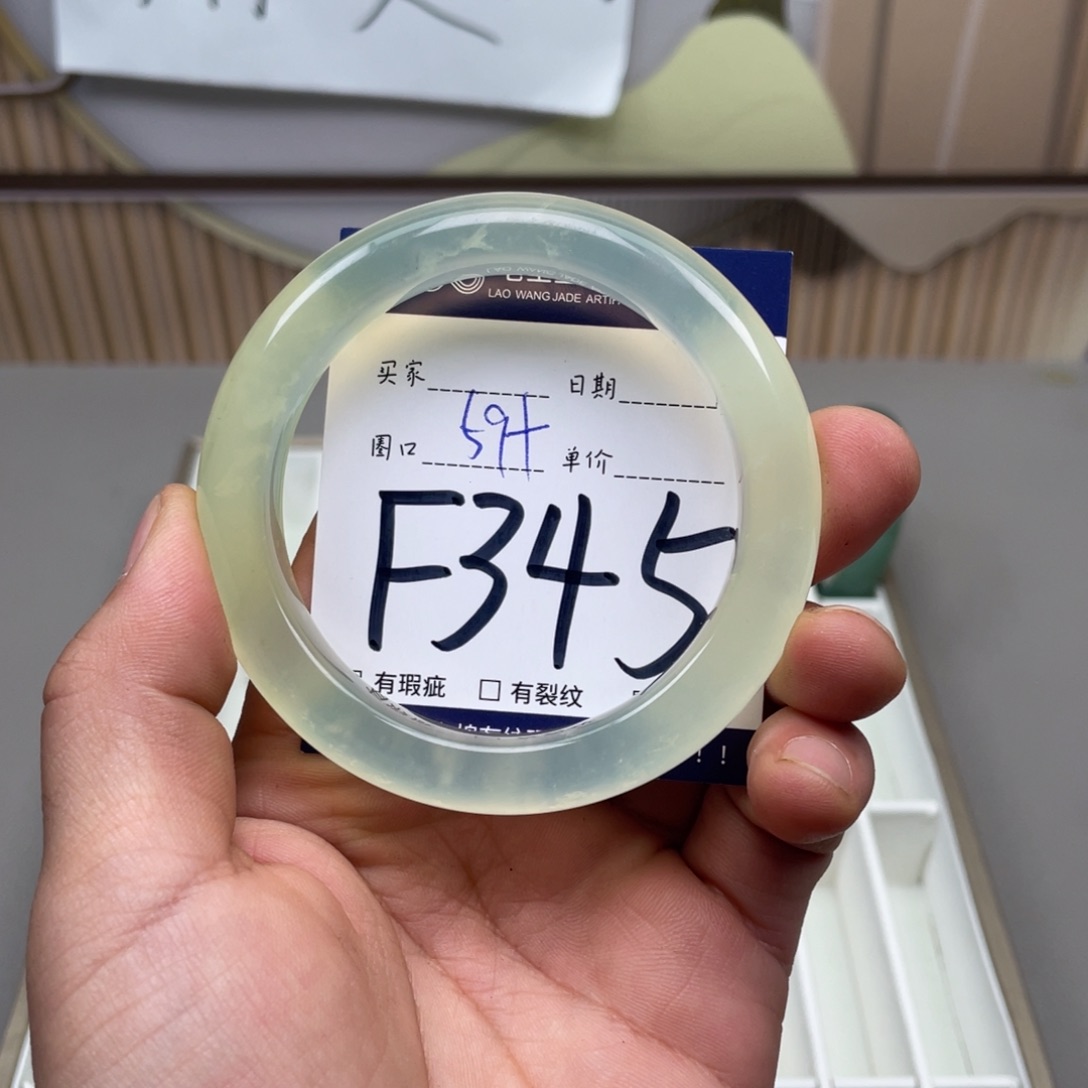 LAO WANG JADE ARTI
买家 日期
圈口 59+ 单价
F345
有瑕疵 □ 有裂纹
！！